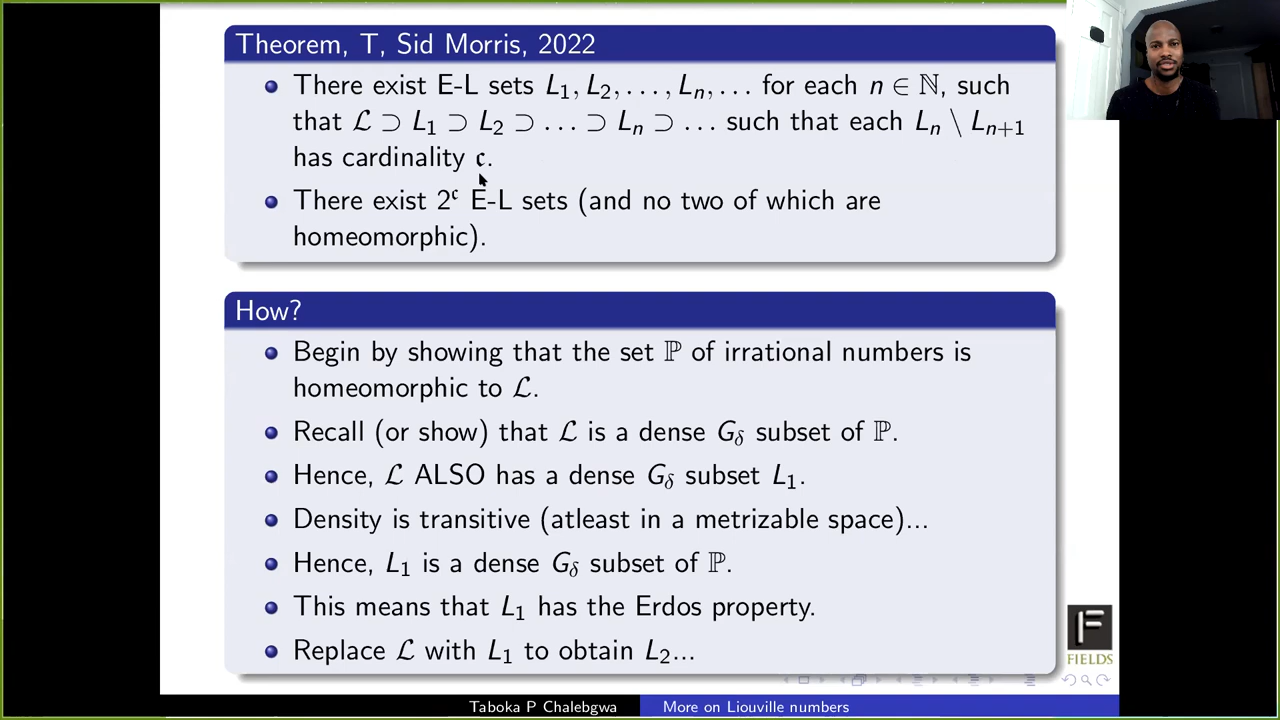 Theorem, T, Sid Morris, 2022
There exist E-L sets L₁, L₂, . . . , Lₙ, . . . for each n ∈ ℕ, such
that ℒ ⊃ L₁ ⊃ L₂ ⊃ . . . ⊃ Lₙ ⊃ . . . such that each Lₙ \ Lₙ₊₁
has cardinality 𝔠.
There exist 2^𝔠 E-L sets (and no two of which are
homeomorphic).
How?
Begin by showing that the set ℙ of irrational numbers is
homeomorphic to ℒ.
Recall (or show) that ℒ is a dense G_δ subset of ℙ.
Hence, ℒ ALSO has a dense G_δ subset L₁.
Density is transitive (atleast in a metrizable space)...
Hence, L₁ is a dense G_δ subset of ℙ.
This means that L₁ has the Erdos property.
Replace ℒ with L₁ to obtain L₂...
FIELDS
Taboka P Chalebgwa More on Liouville numbers